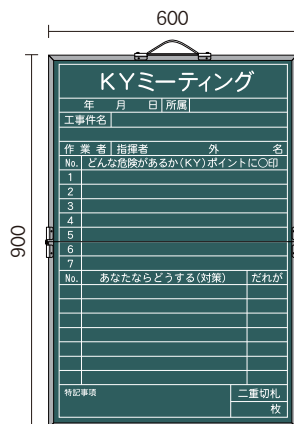 600
900
KYミーティング
年 月 日 所属
工事件名
作業者 指揮者 外 名
No. どんな危険があるか(KY)ポイントに○印
1
2
3
4
5
6
7
No. あなたならどうする(対策) だれが
特記事項 二重切札
枚